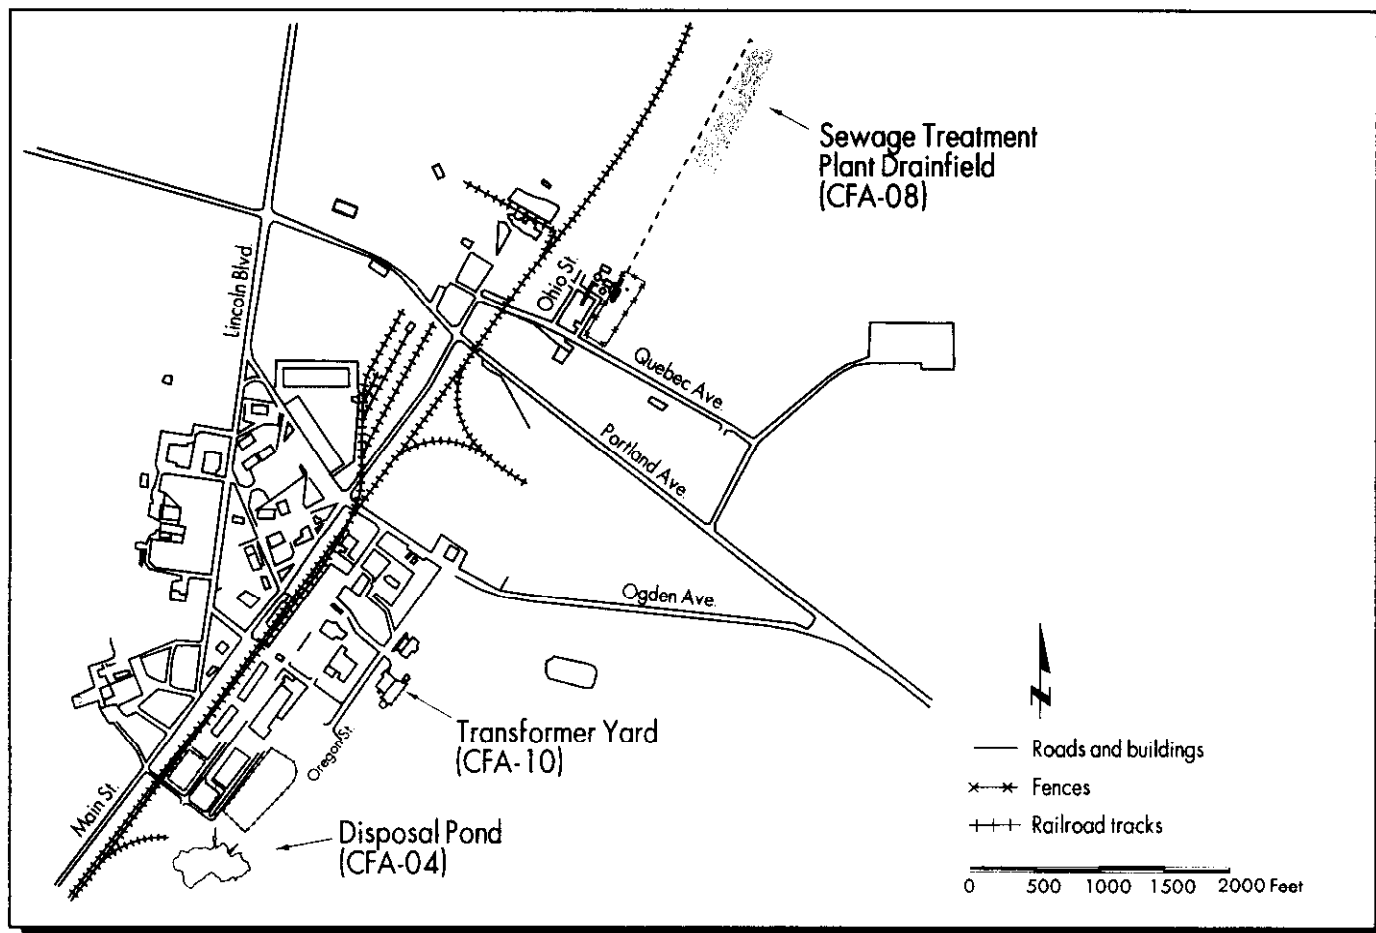 Sewage Treatment
Plant Drainfield
(CFA-08)
Lincoln Blvd.
Ohio St.
Quebec Ave.
Portland Ave.
Ogden Ave.
Transformer Yard
(CFA-10)
Oregon St.
Main St.
Disposal Pond
(CFA-04)
N
Roads and buildings
Fences
Railroad tracks
0 500 1000 1500 2000 Feet